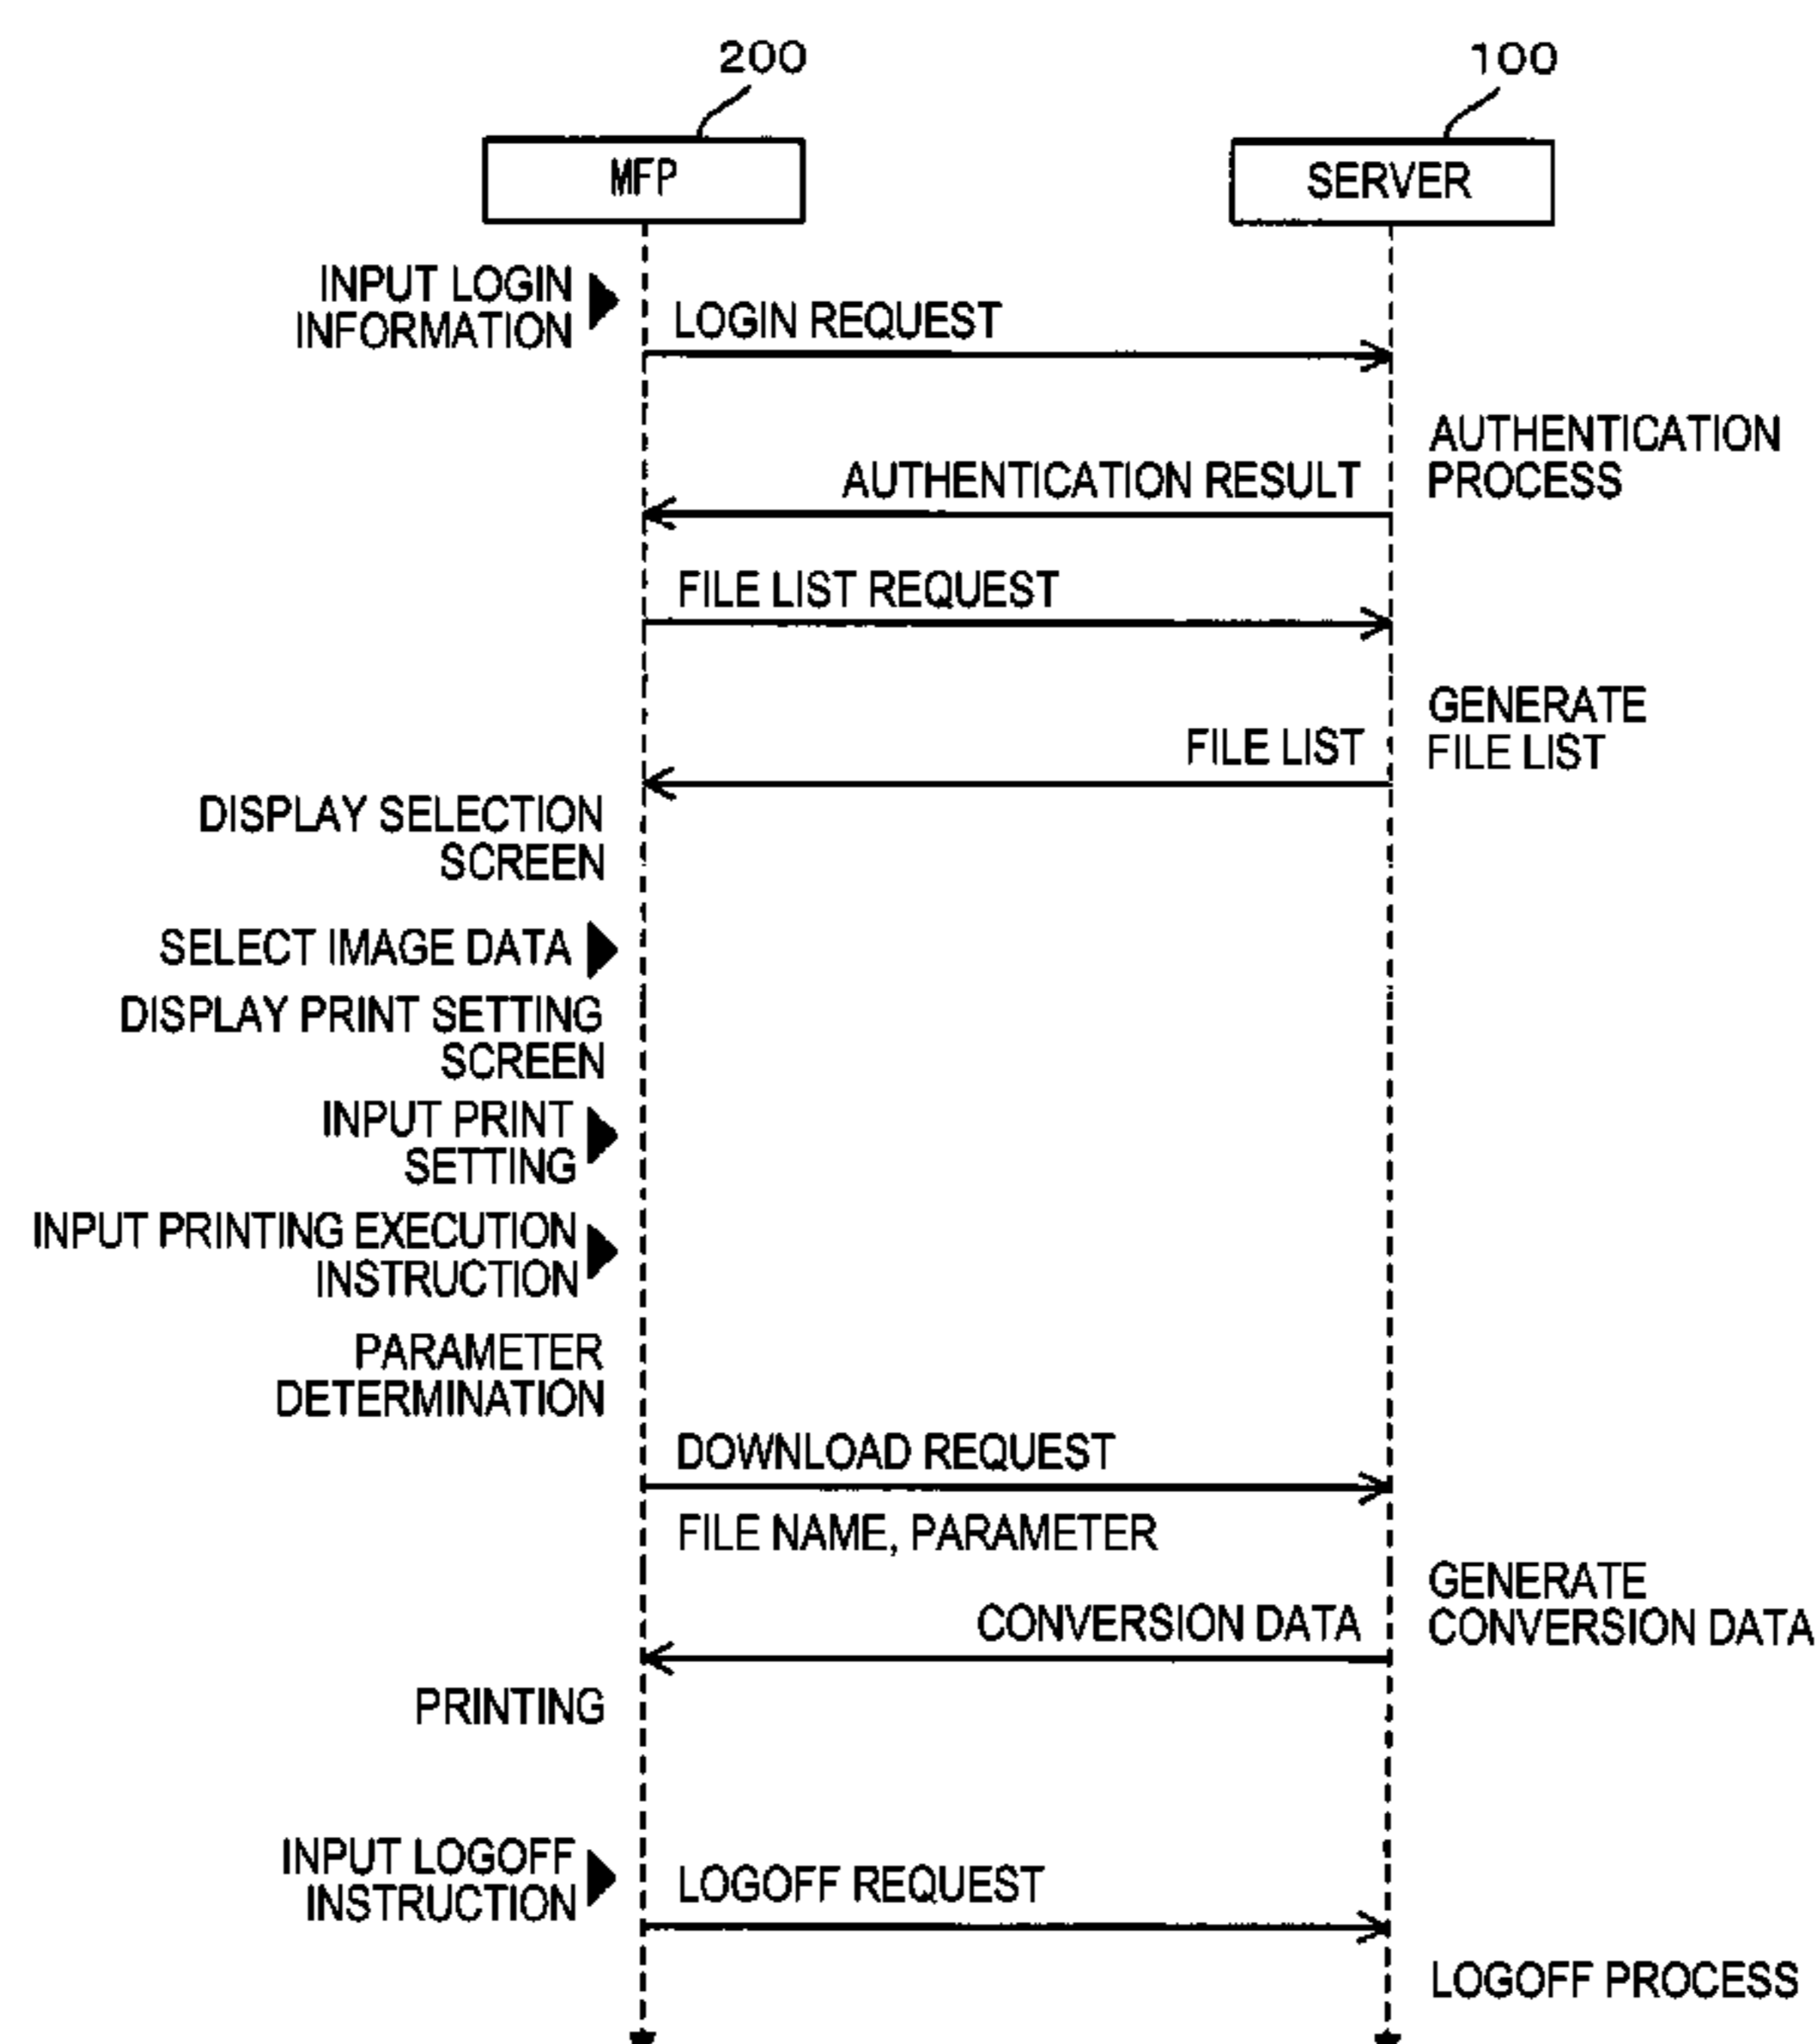 200
100
MFP
SERVER
INPUT LOGIN
INFORMATION
LOGIN REQUEST
AUTHENTICATION
PROCESS
AUTHENTICATION RESULT
FILE LIST REQUEST
GENERATE
FILE LIST
FILE LIST
DISPLAY SELECTION
SCREEN
SELECT IMAGE DATA
DISPLAY PRINT SETTING
SCREEN
INPUT PRINT
SETTING
INPUT PRINTING EXECUTION
INSTRUCTION
PARAMETER
DETERMINATION
DOWNLOAD REQUEST
FILE NAME, PARAMETER
GENERATE
CONVERSION DATA
CONVERSION DATA
PRINTING
INPUT LOGOFF
INSTRUCTION
LOGOFF REQUEST
LOGOFF PROCESS